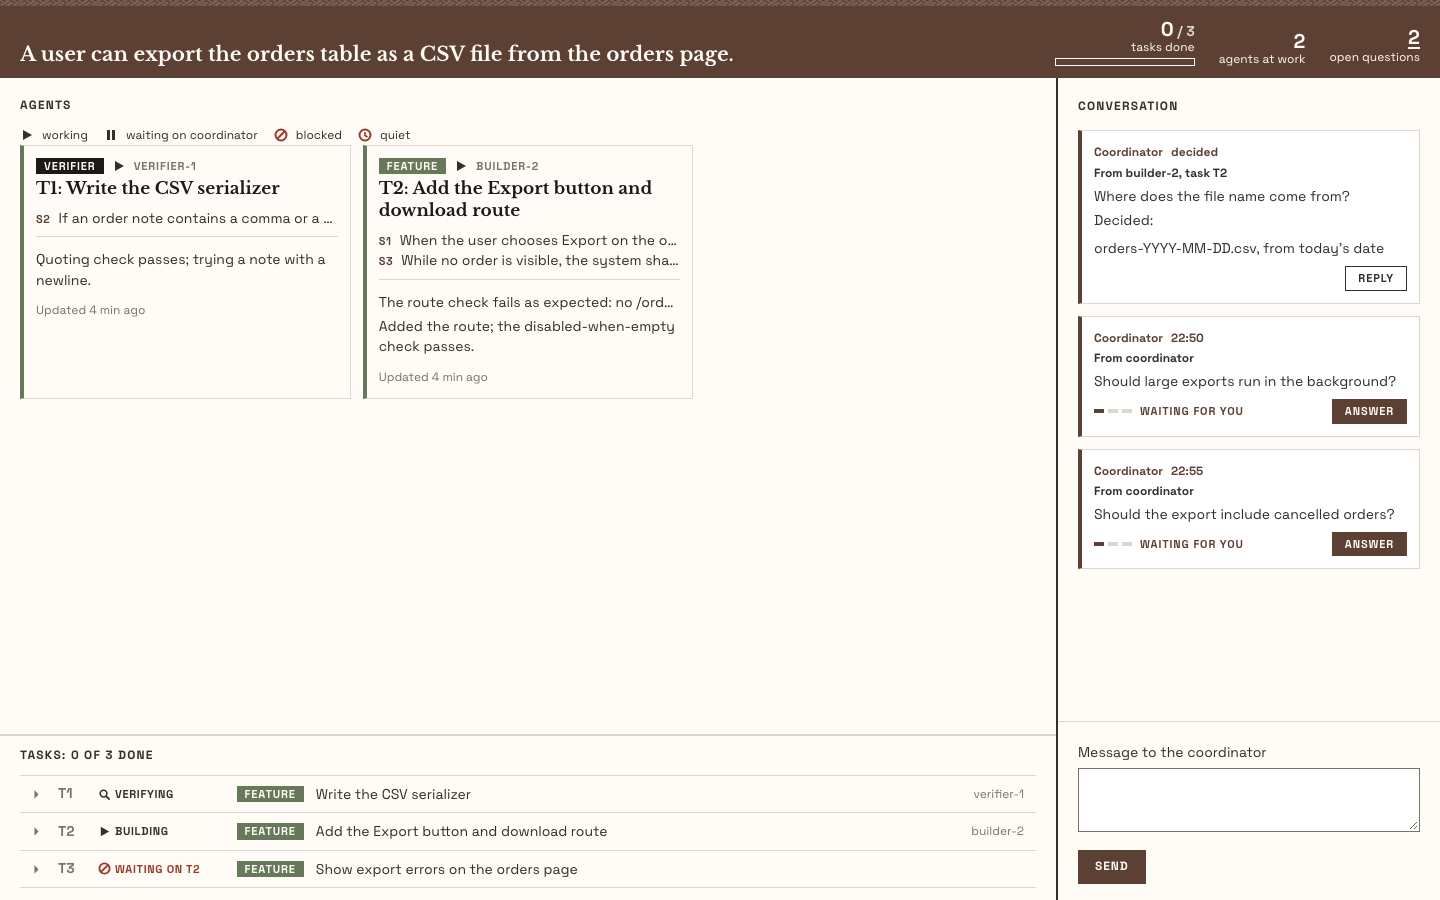 A user can export the orders table as a CSV file from the orders page.
0 / 3
tasks done
2
agents at work
2
open questions
AGENTS
working
waiting on coordinator
blocked
quiet
VERIFIER VERIFIER-1
T1: Write the CSV serializer
S2 If an order note contains a comma or a ...
Quoting check passes; trying a note with a
newline.
Updated 4 min ago
FEATURE BUILDER-2
T2: Add the Export button and
download route
S1 When the user chooses Export on the o...
S3 While no order is visible, the system sha...
The route check fails as expected: no /ord...
Added the route; the disabled-when-empty
check passes.
Updated 4 min ago
TASKS: 0 OF 3 DONE
T1 VERIFYING FEATURE Write the CSV serializer verifier-1
T2 BUILDING FEATURE Add the Export button and download route builder-2
T3 WAITING ON T2 FEATURE Show export errors on the orders page
CONVERSATION
Coordinator decided
From builder-2, task T2
Where does the file name come from?
Decided:
orders-YYYY-MM-DD.csv, from today's date
REPLY
Coordinator 22:50
From coordinator
Should large exports run in the background?
WAITING FOR YOU ANSWER
Coordinator 22:55
From coordinator
Should the export include cancelled orders?
WAITING FOR YOU ANSWER
Message to the coordinator
SEND